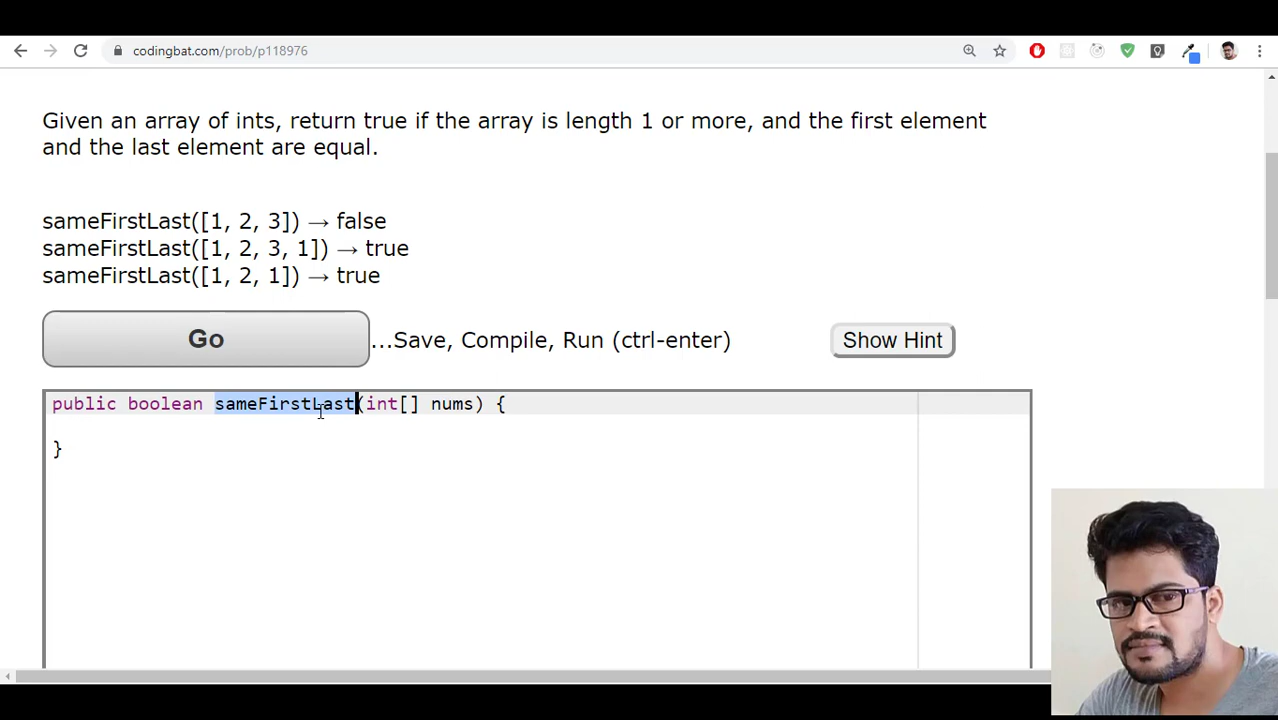 codingbat.com/prob/p118976
Given an array of ints, return true if the array is length 1 or more, and the first element
and the last element are equal.
sameFirstLast([1, 2, 3]) → false
sameFirstLast([1, 2, 3, 1]) → true
sameFirstLast([1, 2, 1]) → true
Go
...Save, Compile, Run (ctrl-enter)
Show Hint
public boolean sameFirstLast(int[] nums) {
}